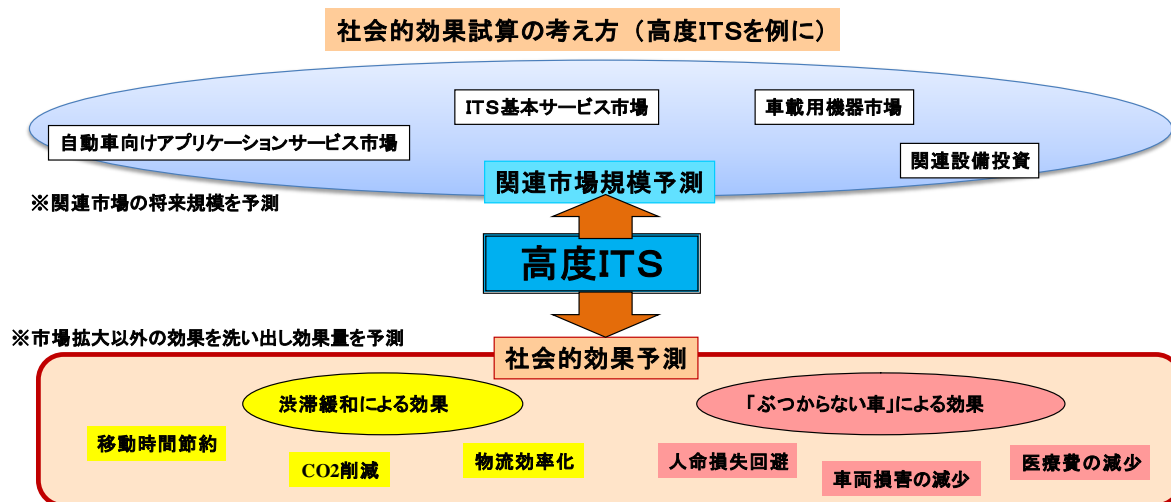 社会的効果試算の考え方（高度ITSを例に）
ITS基本サービス市場
車載用機器市場
自動車向けアプリケーションサービス市場
関連設備投資
関連市場規模予測
※関連市場の将来規模を予測
高度ITS
※市場拡大以外の効果を洗い出し効果量を予測
社会的効果予測
渋滞緩和による効果
「ぶつからない車」による効果
移動時間節約
CO2削減
物流効率化
人命損失回避
車両損害の減少
医療費の減少